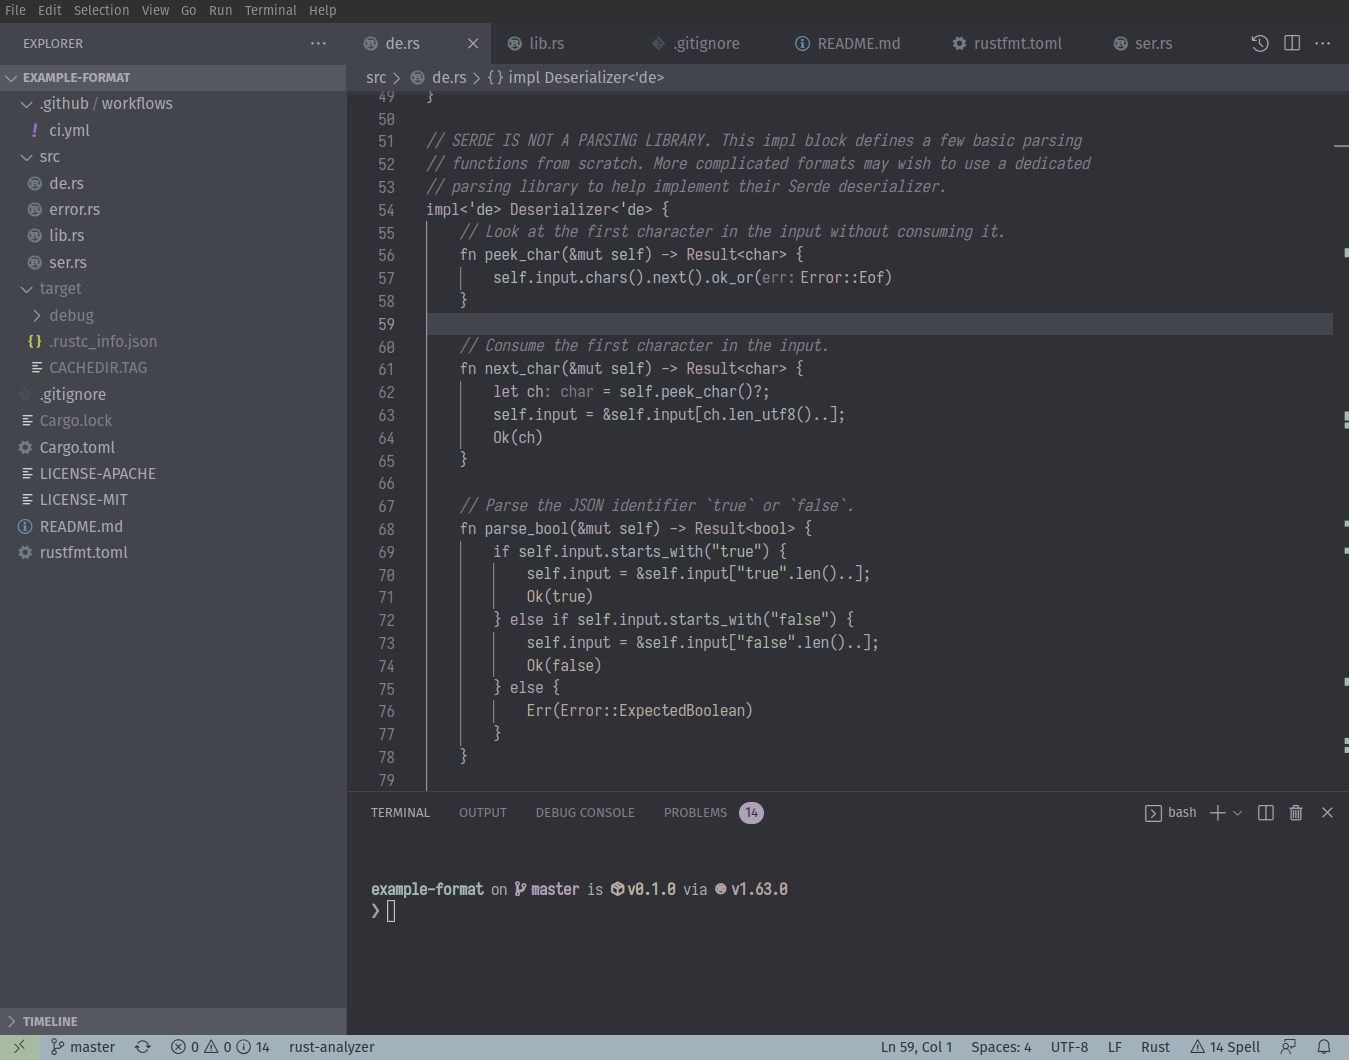 File Edit Selection View Go Run Terminal Help
EXPLORER
EXAMPLE-FORMAT
.github / workflows
! ci.yml
src
de.rs
error.rs
lib.rs
ser.rs
target
debug
{} .rustc_info.json
CACHEDIR.TAG
.gitignore
Cargo.lock
Cargo.toml
LICENSE-APACHE
LICENSE-MIT
README.md
rustfmt.toml
TIMELINE
de.rs lib.rs .gitignore README.md rustfmt.toml ser.rs
src > de.rs > {} impl Deserializer<'de>
49 }
50
51 // SERDE IS NOT A PARSING LIBRARY. This impl block defines a few basic parsing
52 // functions from scratch. More complicated formats may wish to use a dedicated
53 // parsing library to help implement their Serde deserializer.
54 impl<'de> Deserializer<'de> {
55 // Look at the first character in the input without consuming it.
56 fn peek_char(&mut self) -> Result<char> {
57 self.input.chars().next().ok_or(err: Error::Eof)
58 }
59
60 // Consume the first character in the input.
61 fn next_char(&mut self) -> Result<char> {
62 let ch: char = self.peek_char()?;
63 self.input = &self.input[ch.len_utf8()..];
64 Ok(ch)
65 }
66
67 // Parse the JSON identifier `true` or `false`.
68 fn parse_bool(&mut self) -> Result<bool> {
69 if self.input.starts_with("true") {
70 self.input = &self.input["true".len()..];
71 Ok(true)
72 } else if self.input.starts_with("false") {
73 self.input = &self.input["false".len()..];
74 Ok(false)
75 } else {
76 Err(Error::ExpectedBoolean)
77 }
78 }
79
TERMINAL OUTPUT DEBUG CONSOLE PROBLEMS 14 bash
example-format on master is v0.1.0 via v1.63.0
❯
master 0 0 14 rust-analyzer Ln 59, Col 1 Spaces: 4 UTF-8 LF Rust 14 Spell